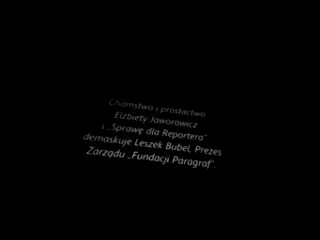 Chamstwo i prostactwo
Elżbiety Jaworowicz
i „Sprawę dla Reportera”
demaskuje Leszek Bubel, Prezes
Zarządu „Fundacji Paragraf”.